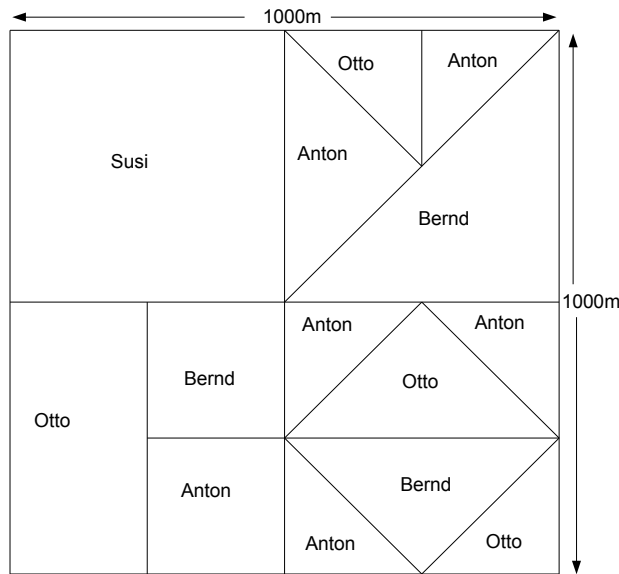 1000m
Otto
Anton
Susi
Anton
Bernd
1000m
Anton
Anton
Bernd
Otto
Otto
Anton
Bernd
Anton
Otto